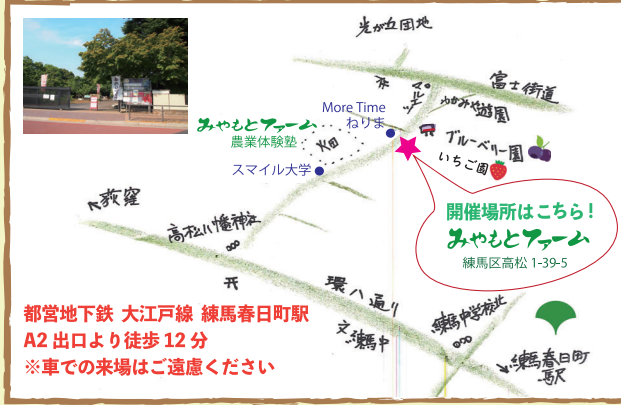 光が丘団地
富士街道
More Time
ねりま
みやもとファーム
農業体験塾
畑
スマイル大学
ブルーベリー園
いちご園
荻窪
高松八幡神社
開催場所はこちら!
みやもとファーム
練馬区高松 1-39-5
環八通り
文 練馬中
練馬中学校北
練馬春日町
駅
都営地下鉄 大江戸線 練馬春日町駅
A2 出口より徒歩 12 分
※車での来場はご遠慮ください